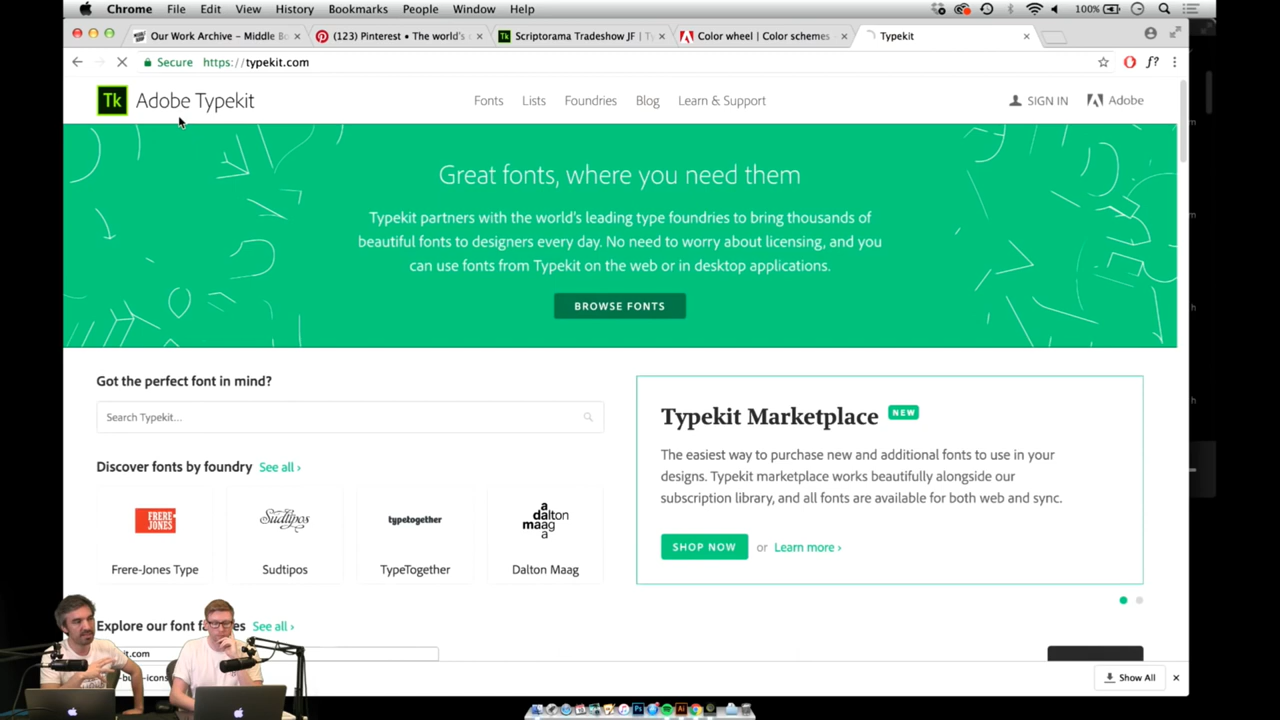 Chrome File Edit View History Bookmarks People Window Help 100%
Our Work Archive – Middle Bo
(123) Pinterest • The world's
Scriptorama Tradeshow JF | Ty
Color wheel | Color schemes
Typekit
Secure https://typekit.com f?
Tk Adobe Typekit Fonts Lists Foundries Blog Learn & Support SIGN IN Adobe
Great fonts, where you need them
Typekit partners with the world's leading type foundries to bring thousands of
beautiful fonts to designers every day. No need to worry about licensing, and you
can use fonts from Typekit on the web or in desktop applications.
BROWSE FONTS
Got the perfect font in mind?
Search Typekit...
Discover fonts by foundry See all ›
FRERE-
JONES
Sudtipos
typetogether
a
dalton
maag
a
Frere-Jones Type
Sudtipos
TypeTogether
Dalton Maag
Typekit Marketplace NEW
The easiest way to purchase new and additional fonts to use in your
designs. Typekit marketplace works beautifully alongside our
subscription library, and all fonts are available for both web and sync.
SHOP NOW or Learn more ›
Explore our font families See all ›
it.com
Show All